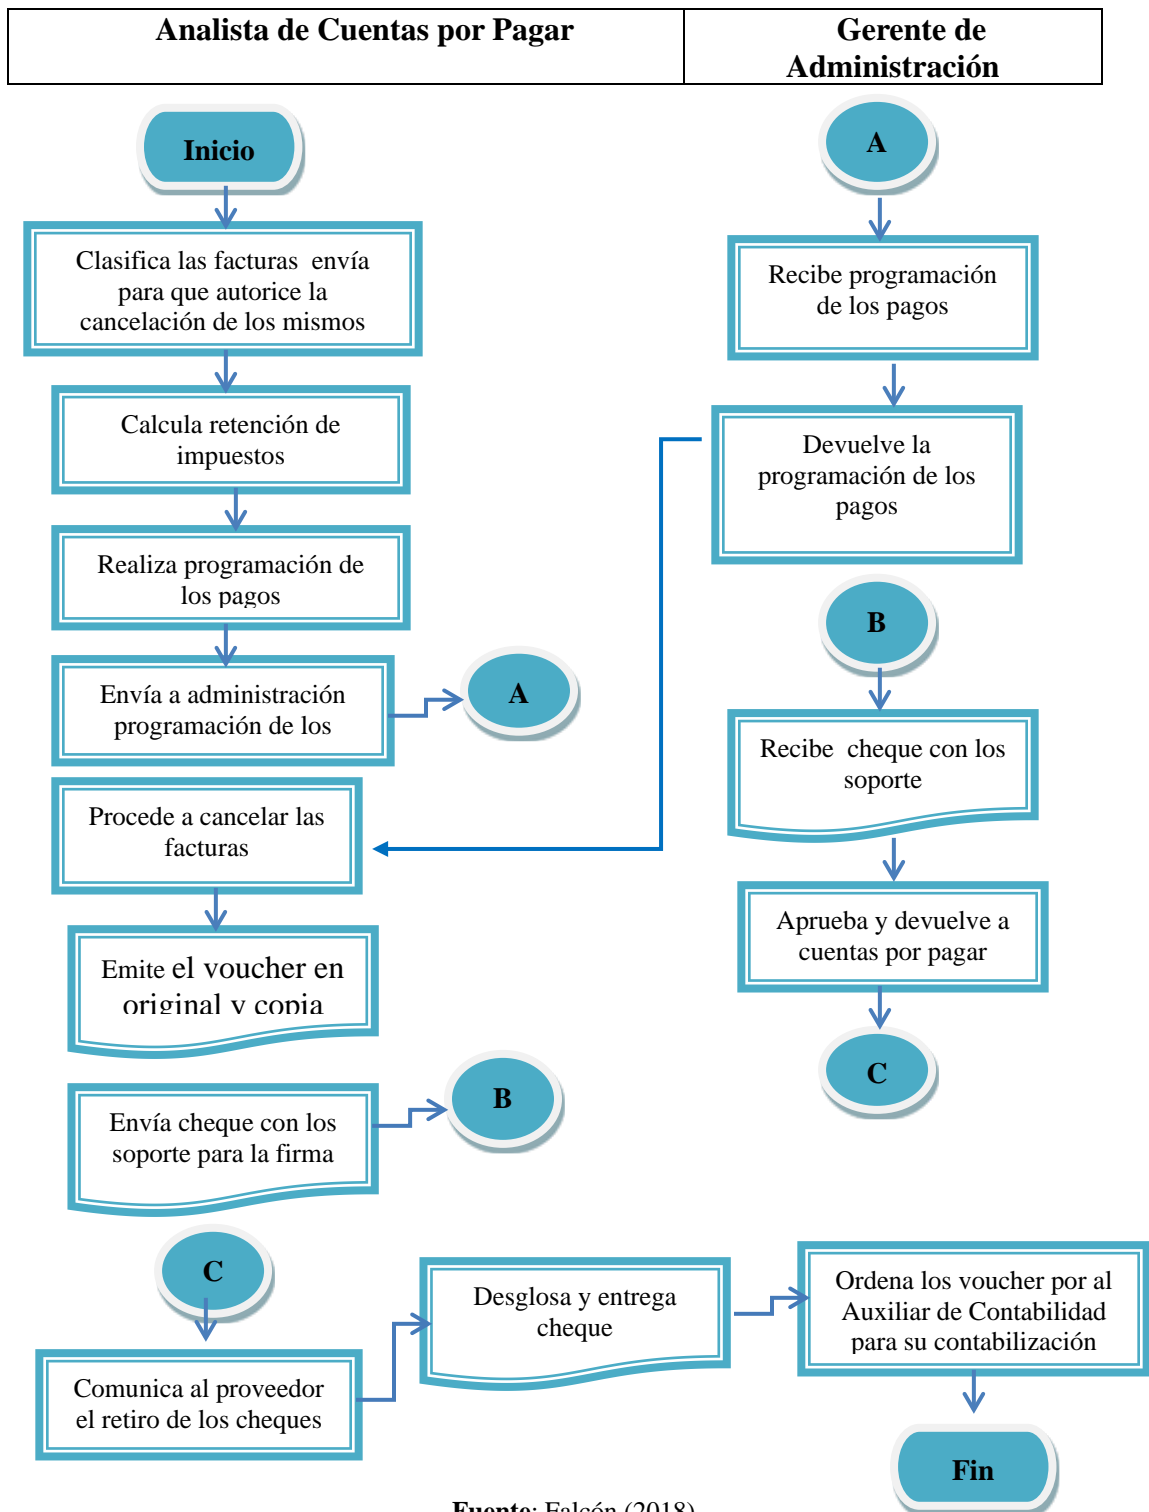 Analista de Cuentas por Pagar
Gerente de
Administración
Inicio
Clasifica las facturas envía
para que autorice la
cancelación de los mismos
Calcula retención de
impuestos
Realiza programación de
los pagos
Envía a administración
programación de los
A
Procede a cancelar las
facturas
Emite el voucher en
original y copia
Envía cheque con los
soporte para la firma
B
A
Recibe programación
de los pagos
Devuelve la
programación de los
pagos
B
Recibe cheque con los
soporte
Aprueba y devuelve a
cuentas por pagar
C
C
Comunica al proveedor
el retiro de los cheques
Desglosa y entrega
cheque
Ordena los voucher por al
Auxiliar de Contabilidad
para su contabilización
Fin
Fuente: Falcón (2018)